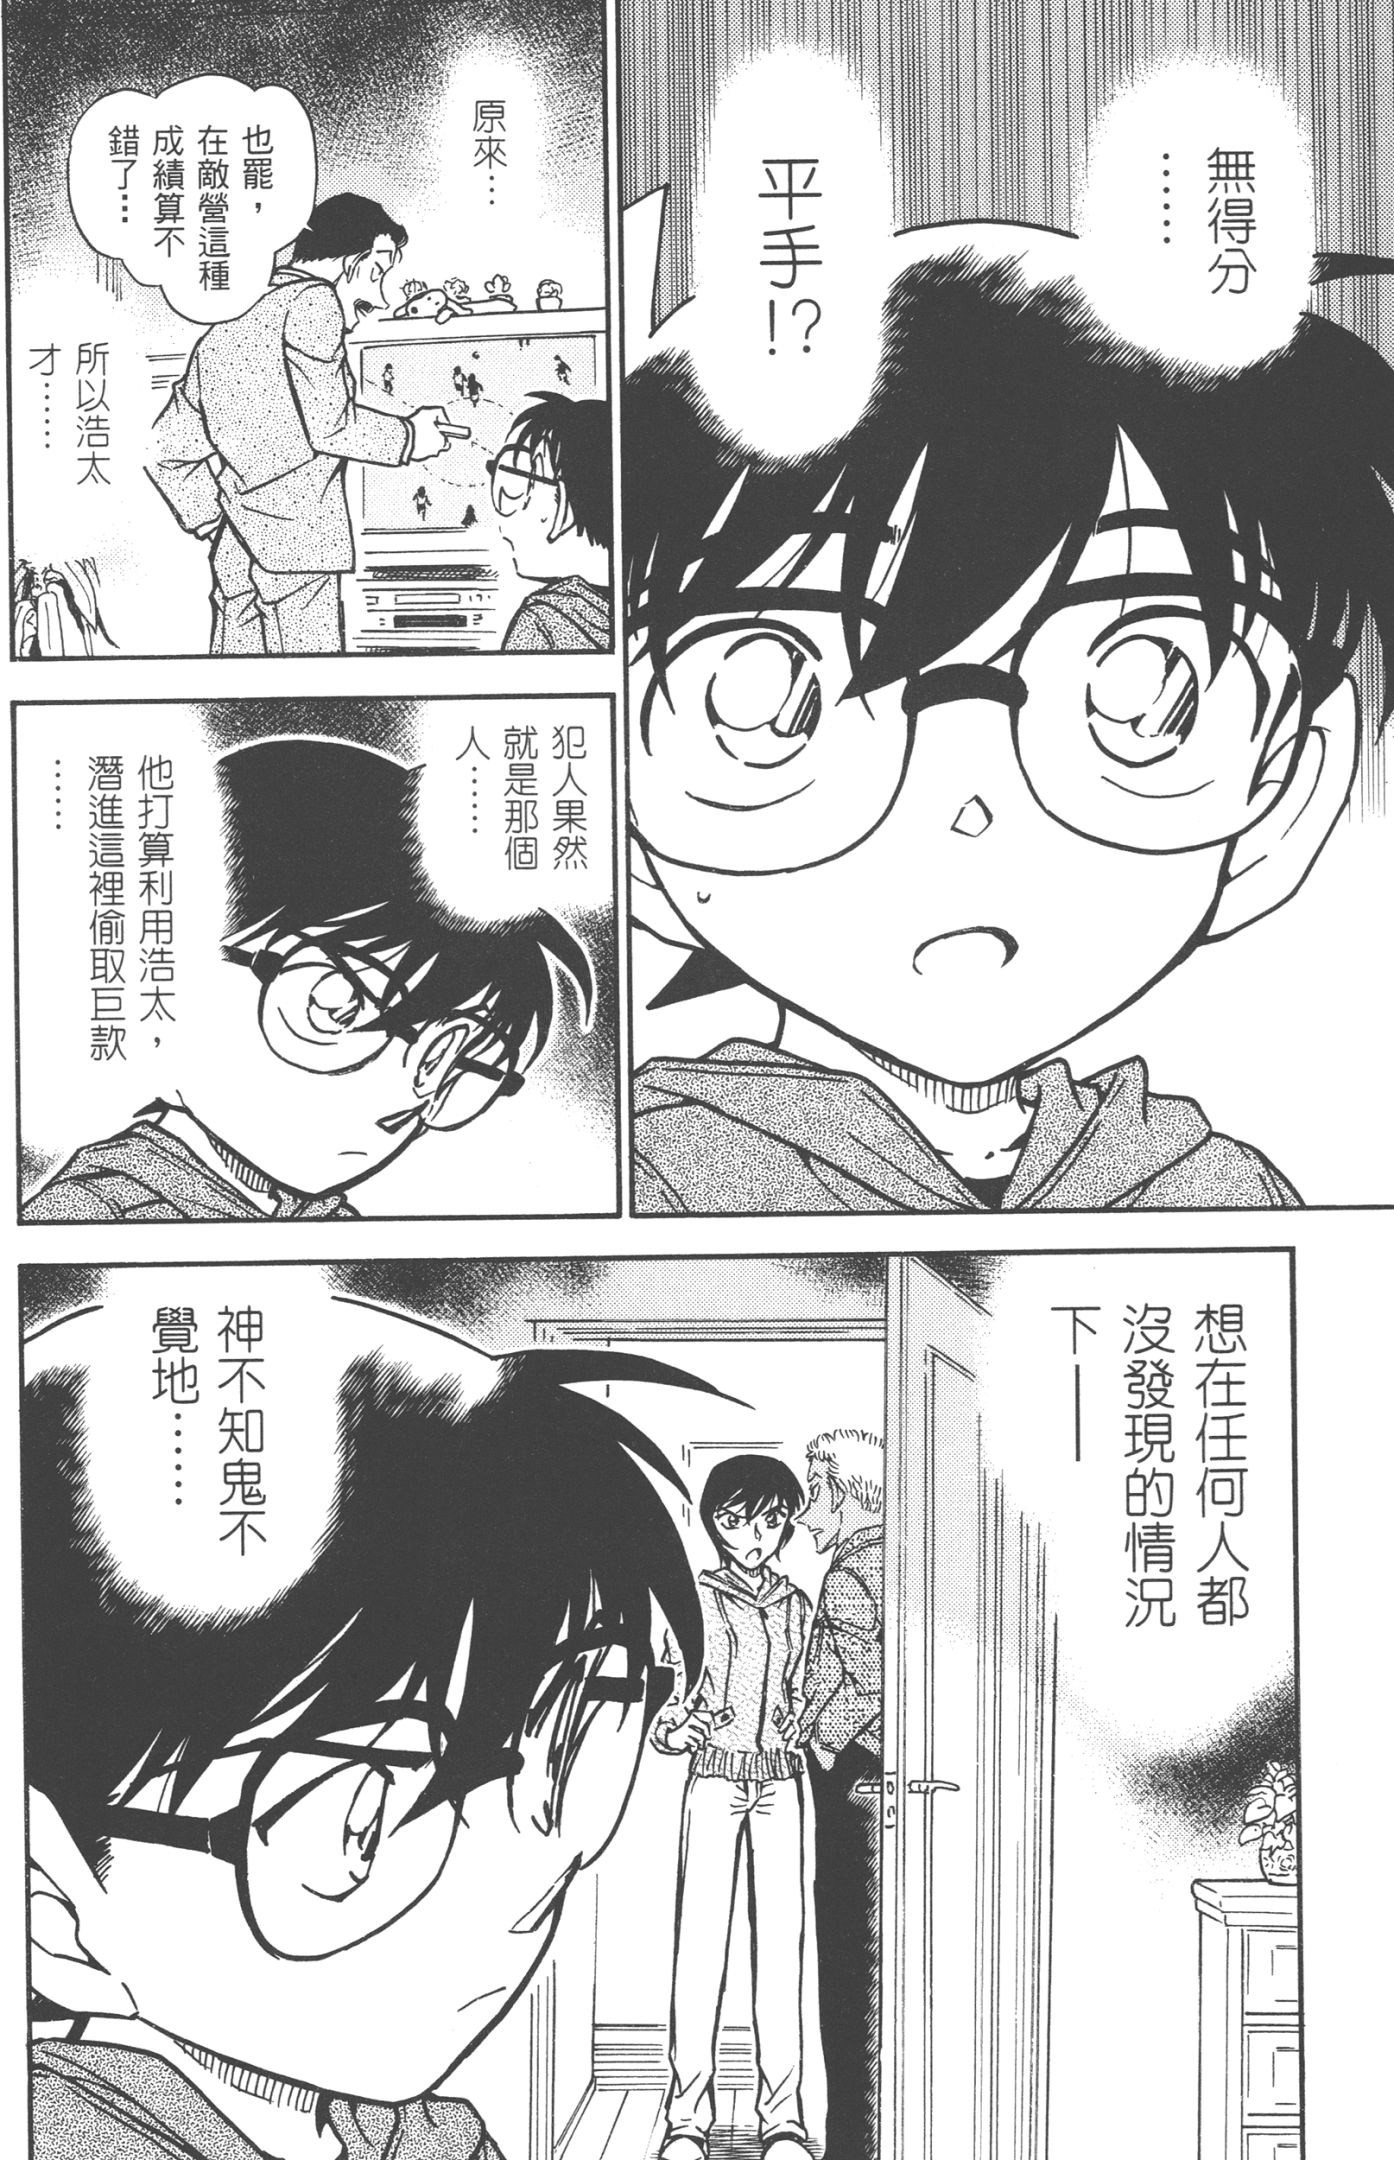 無得分
⋯⋯
平手!?
原來⋯
也罷，
在敵營這種
成績算不
錯了⋯
所以浩太
才⋯⋯
犯人果然
就是那個
人⋯⋯
他打算利用浩太，
潛進這裡偷取巨款
⋯⋯
想在任何人都
沒發現的情況
下—
神不知鬼不
覺地⋯⋯